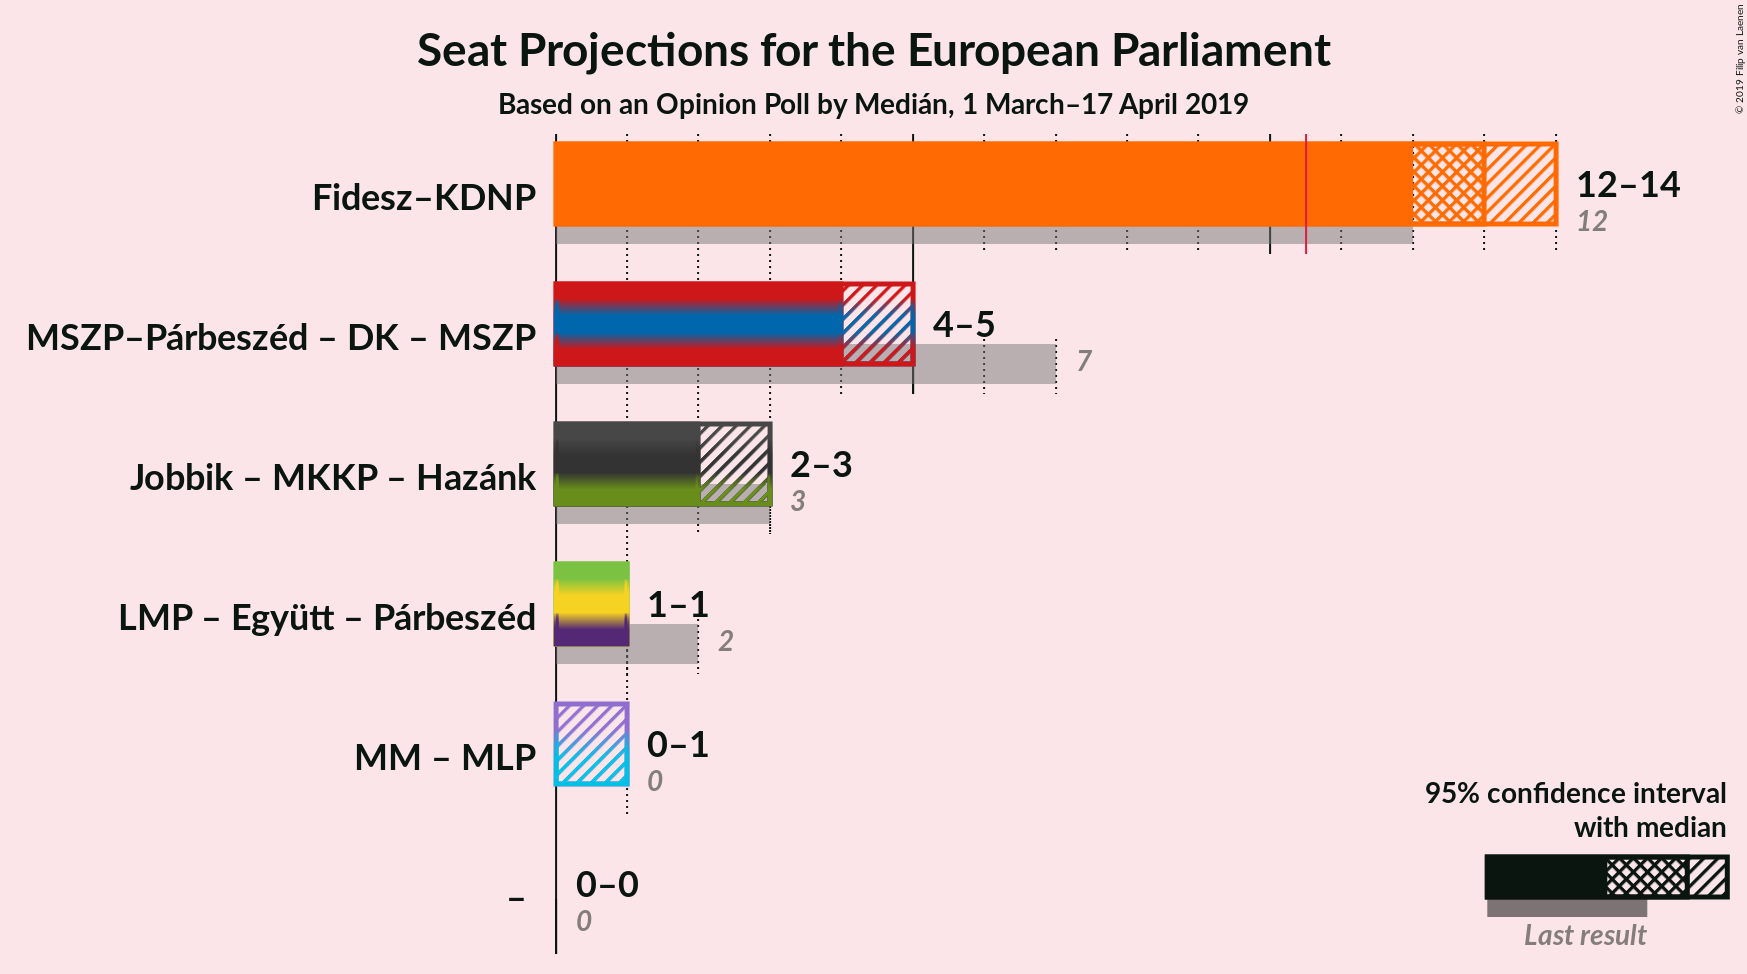 Seat Projections for the European Parliament
Based on an Opinion Poll by Medián, 1 March–17 April 2019
© 2019 Filip van Laenen
Fidesz–KDNP
12–14
12
MSZP–Párbeszéd – DK – MSZP
4–5
7
Jobbik – MKKP – Hazánk
2–3
3
LMP – Együtt – Párbeszéd
1–1
2
MM – MLP
0–1
0
–
0–0
0
95% confidence interval
with median
Last result